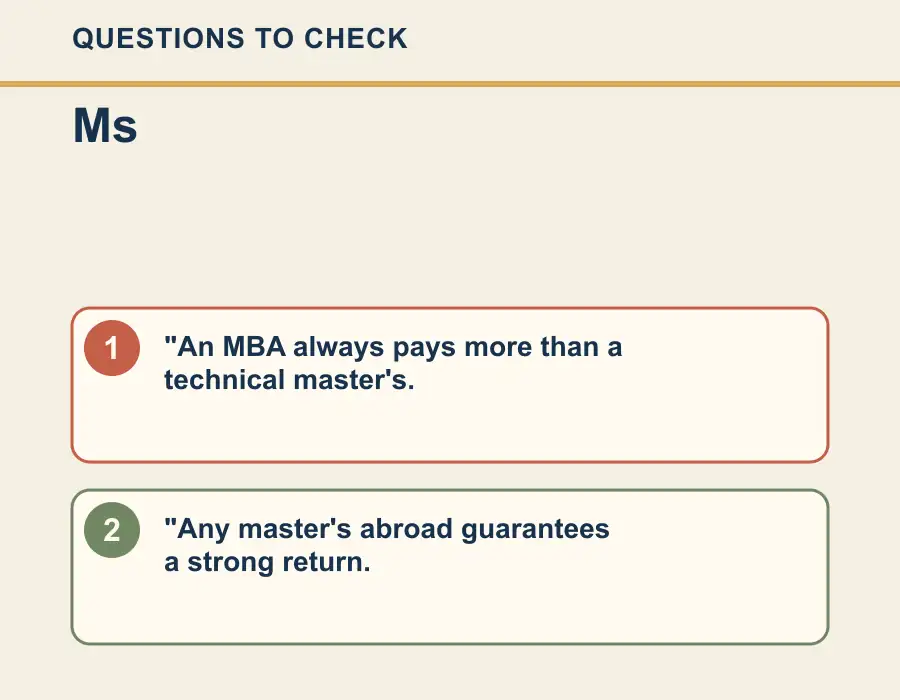 QUESTIONS TO CHECK
Ms
1
"An MBA always pays more than a
technical master's.
2
"Any master's abroad guarantees
a strong return.